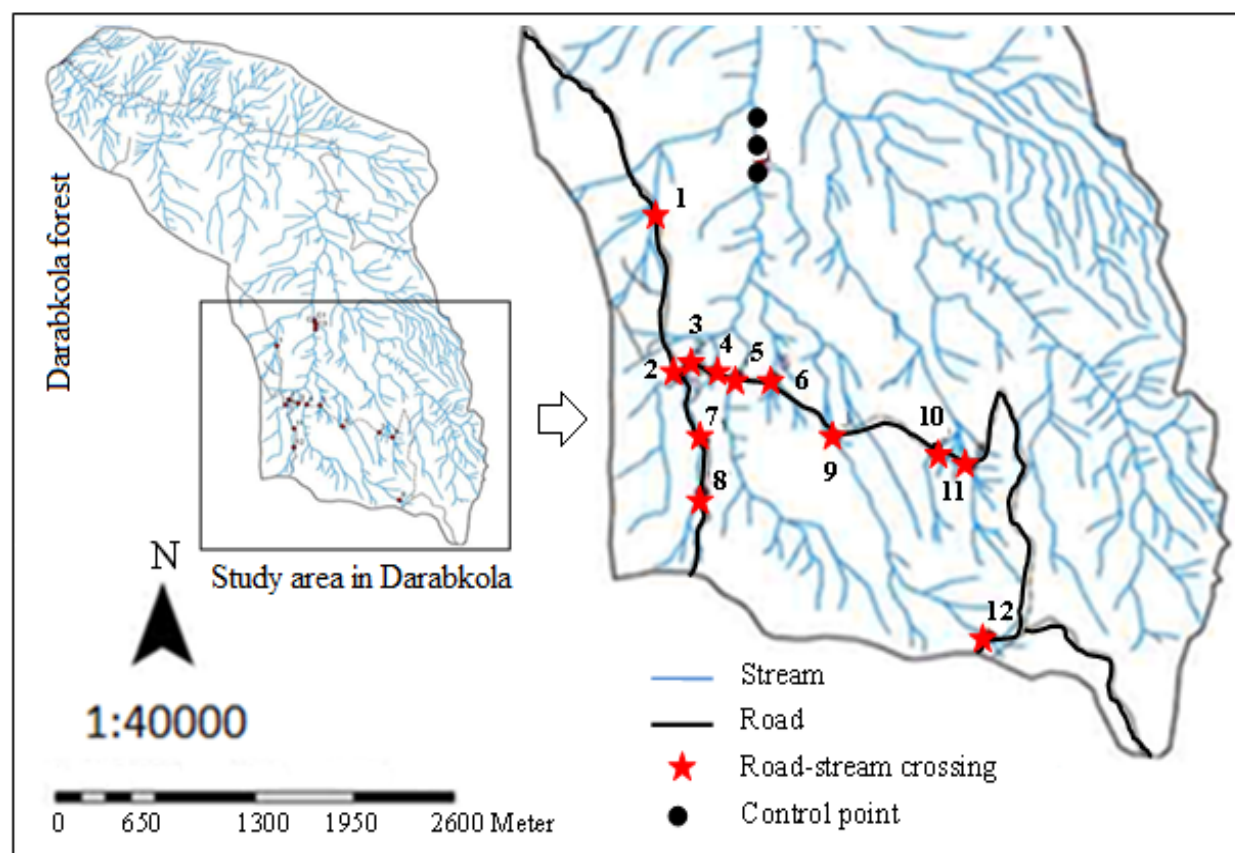 Darabkola forest
Study area in Darabkola
N
1:40000
0 650 1300 1950 2600 Meter
1
2
3
4
5
6
7
8
9
10
11
12
Stream
Road
Road-stream crossing
Control point